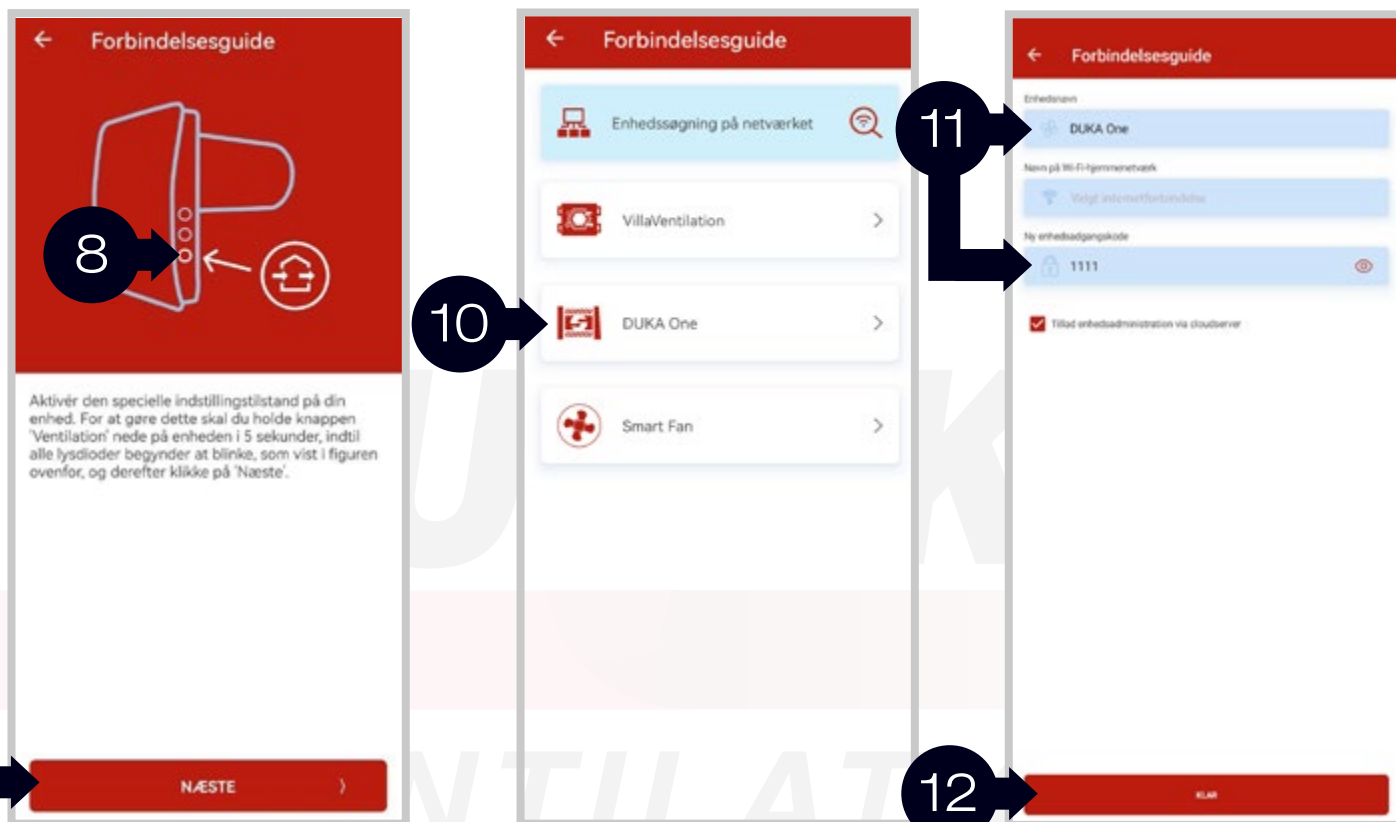 Forbindelsesguide
8
Aktivér den specielle indstillingstilstand på din
enhed. For at gøre dette skal du holde knappen
'Ventilation' nede på enheden i 5 sekunder, indtil
alle lysdioder begynder at blinke, som vist i figuren
ovenfor, og derefter klikke på 'Næste'.
NÆSTE
Forbindelsesguide
Enhedssøgning på netværket
VillaVentilation
10
DUKA One
Smart Fan
Forbindelsesguide
Enhedsnavn
11
DUKA One
Navn på Wi-Fi-hjemmenetværk
Valgt internetforbindelse
Ny enhedsadgangskode
1111
Tillad enhedsadministration via cloudserver
12
KLAR